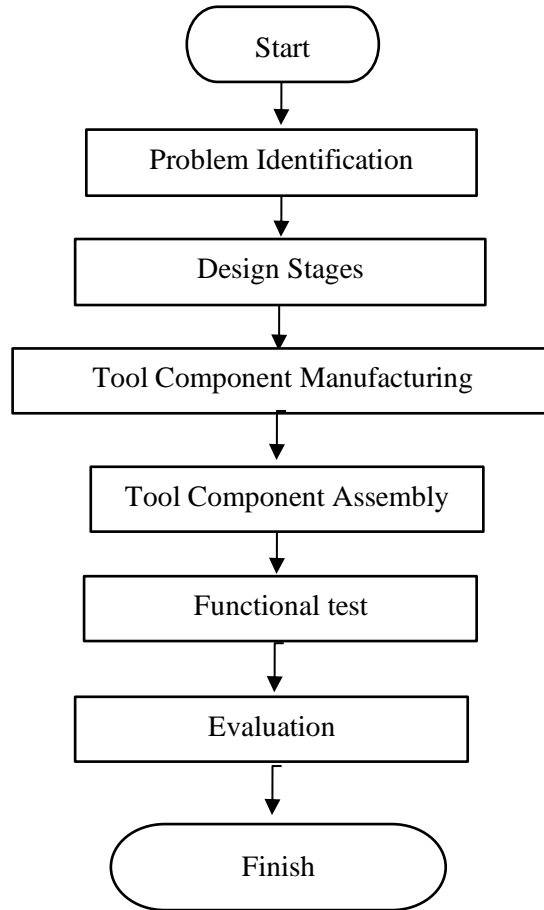 Start
Problem Identification
Design Stages
Tool Component Manufacturing
Tool Component Assembly
Functional test
Evaluation
Finish